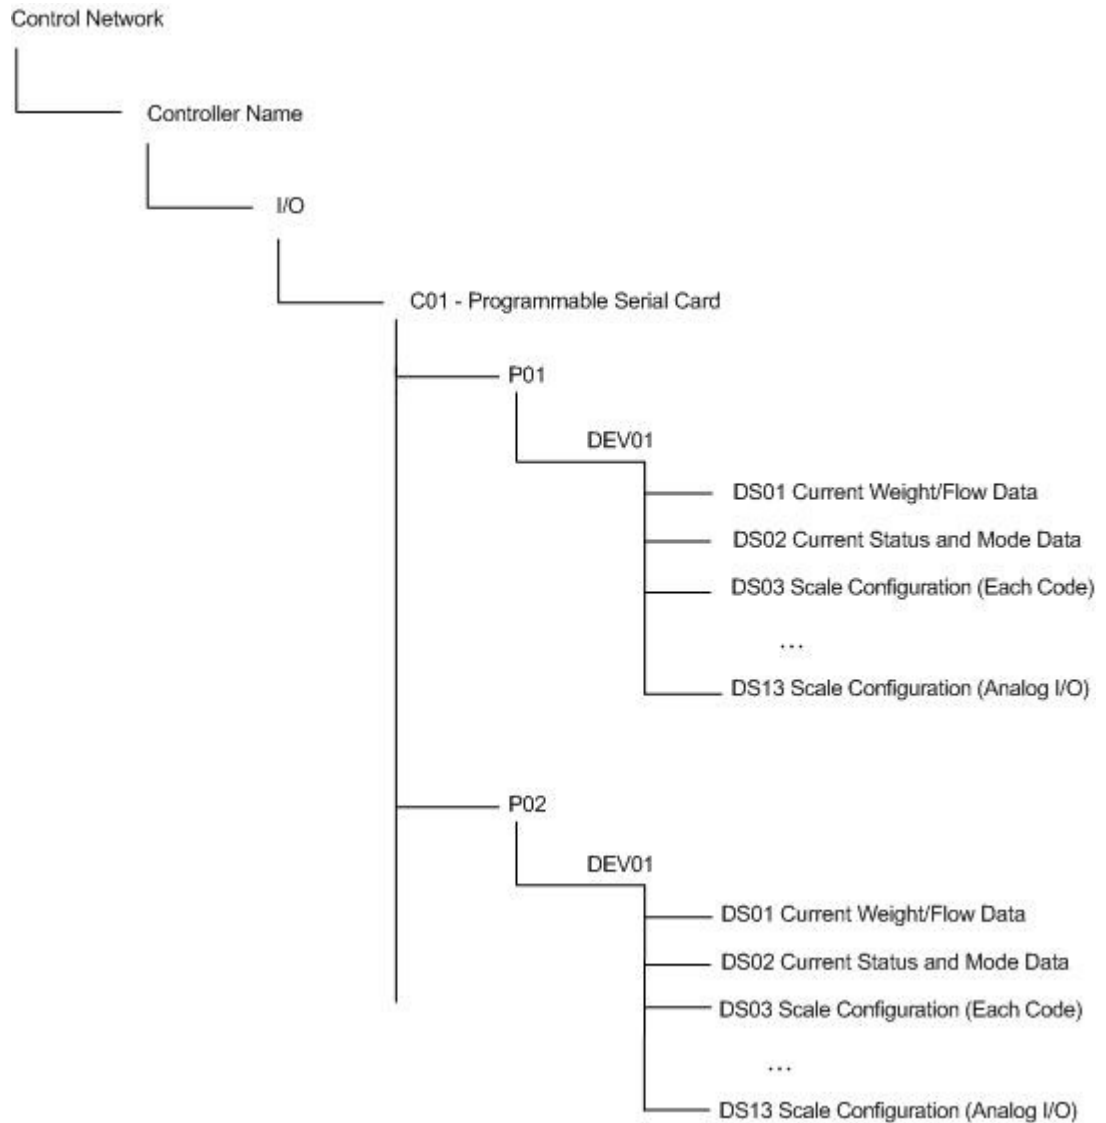 Control Network
Controller Name
I/O
C01 - Programmable Serial Card
P01
DEV01
DS01 Current Weight/Flow Data
DS02 Current Status and Mode Data
DS03 Scale Configuration (Each Code)
...
DS13 Scale Configuration (Analog I/O)
P02
DEV01
DS01 Current Weight/Flow Data
DS02 Current Status and Mode Data
DS03 Scale Configuration (Each Code)
...
DS13 Scale Configuration (Analog I/O)